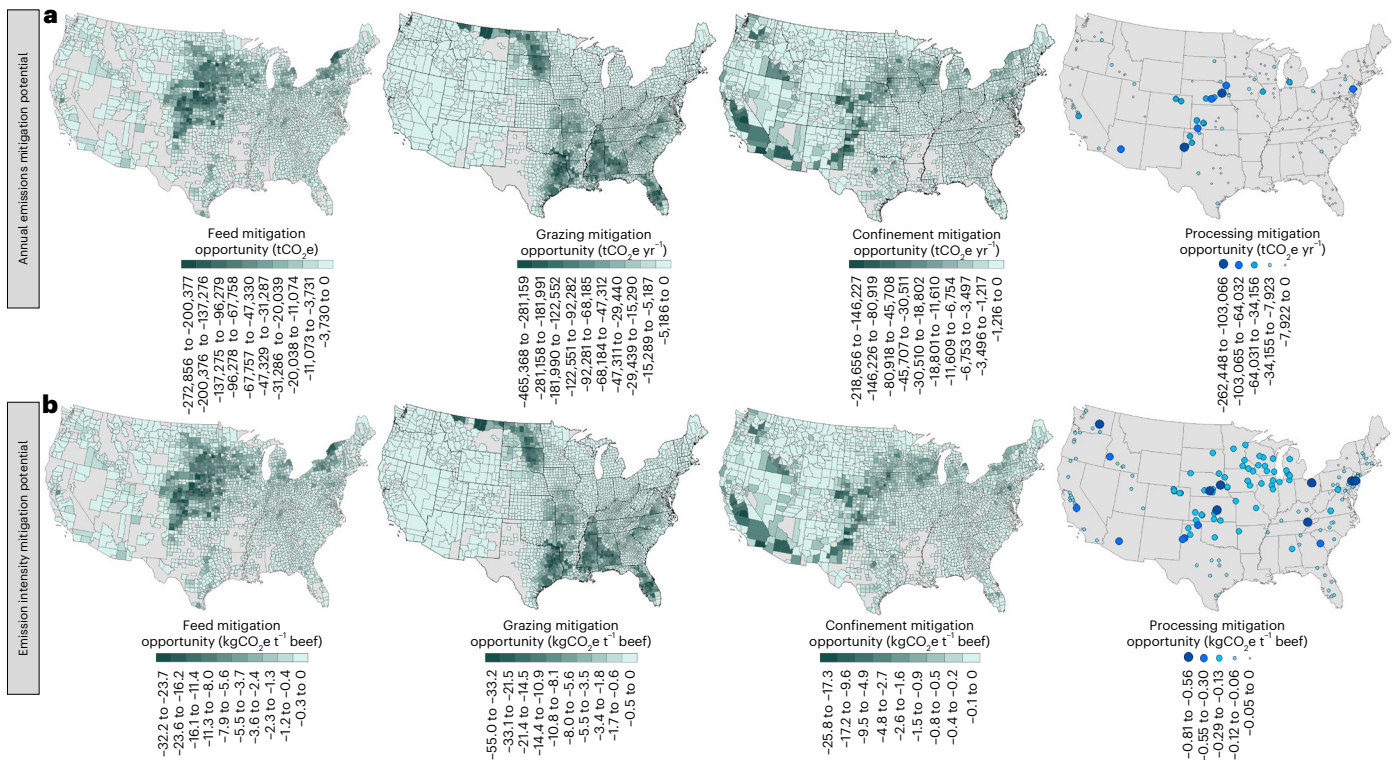 a
Annual emissions mitigation potential
Feed mitigation
opportunity (tCO₂e)
−272,856 to −200,377
−200,376 to −137,276
−137,275 to −96,279
−96,278 to −67,758
−67,757 to −47,330
−47,329 to −31,287
−31,286 to −20,039
−20,038 to −11,074
−11,073 to −3,731
−3,730 to 0
Grazing mitigation
opportunity (tCO₂e yr⁻¹)
−465,368 to −281,159
−281,158 to −181,991
−181,990 to −122,552
−122,551 to −92,282
−92,281 to −68,185
−68,184 to −47,312
−47,311 to −29,440
−29,439 to −15,290
−15,289 to −5,187
−5,186 to 0
Confinement mitigation
opportunity (tCO₂e yr⁻¹)
−218,656 to −146,227
−146,226 to −80,919
−80,918 to −45,708
−45,707 to −30,511
−30,510 to −18,802
−18,801 to −11,610
−11,609 to −6,754
−6,753 to −3,497
−3,496 to −1,217
−1,216 to 0
Processing mitigation
opportunity (tCO₂e yr⁻¹)
−262,448 to −103,066
−103,065 to −64,032
−64,031 to −34,156
−34,155 to −7,923
−7,922 to 0
b
Emission intensity mitigation potential
Feed mitigation
opportunity (kgCO₂e t⁻¹ beef)
−32.2 to −23.7
−23.6 to −16.2
−16.1 to −11.4
−11.3 to −8.0
−7.9 to −5.6
−5.5 to −3.7
−3.6 to −2.4
−2.3 to −1.3
−1.2 to −0.4
−0.3 to 0
Grazing mitigation
opportunity (kgCO₂e t⁻¹ beef)
−55.0 to −33.2
−33.1 to −21.5
−21.4 to −14.5
−14.4 to −10.9
−10.8 to −8.1
−8.0 to −5.6
−5.5 to −3.5
−3.4 to −1.8
−1.7 to −0.6
−0.5 to 0
Confinement mitigation
opportunity (kgCO₂e t⁻¹ beef)
−25.8 to −17.3
−17.2 to −9.6
−9.5 to −4.9
−4.8 to −2.7
−2.6 to −1.6
−1.5 to −0.9
−0.8 to −0.5
−0.4 to −0.2
−0.1 to 0
Processing mitigation
opportunity (kgCO₂e t⁻¹ beef)
−0.81 to −0.56
−0.55 to −0.30
−0.29 to −0.13
−0.12 to −0.06
−0.05 to 0